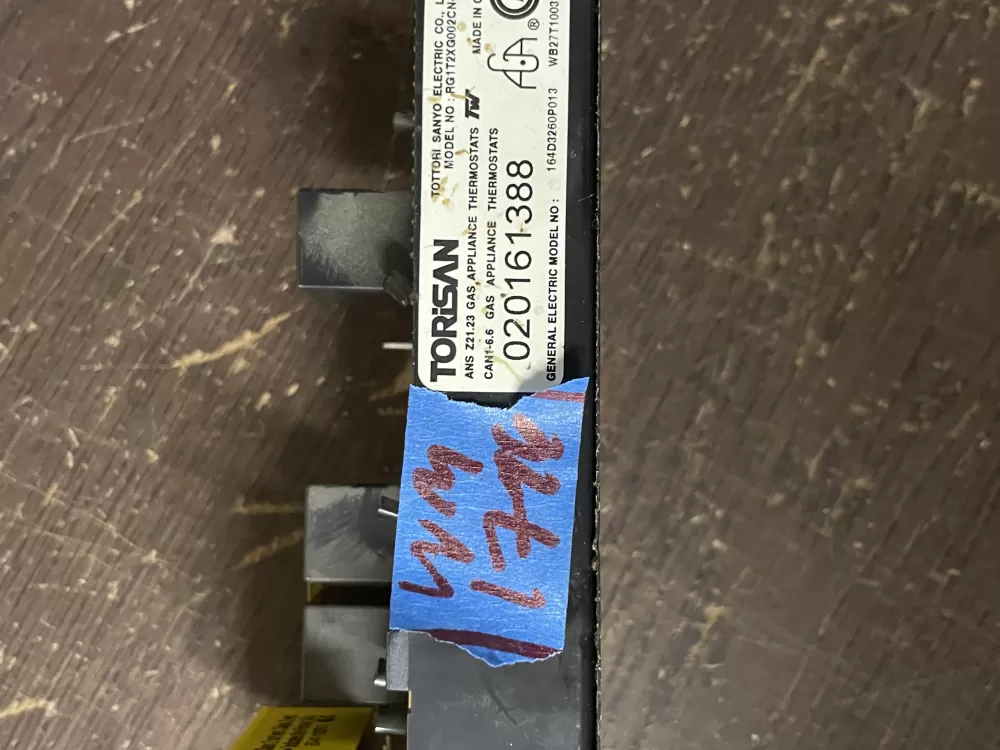 TORiSAN
TOTTORI SANYO ELECTRIC CO., L
MODEL NO : RG1T2XG002CN
ANS Z21.23 GAS APPLIANCE THERMOSTATS
CAN1-6.6 GAS APPLIANCE THERMOSTATS
MADE IN
020161388
GENERAL ELECTRIC MODEL NO : 164D3260P013 WB27T1003